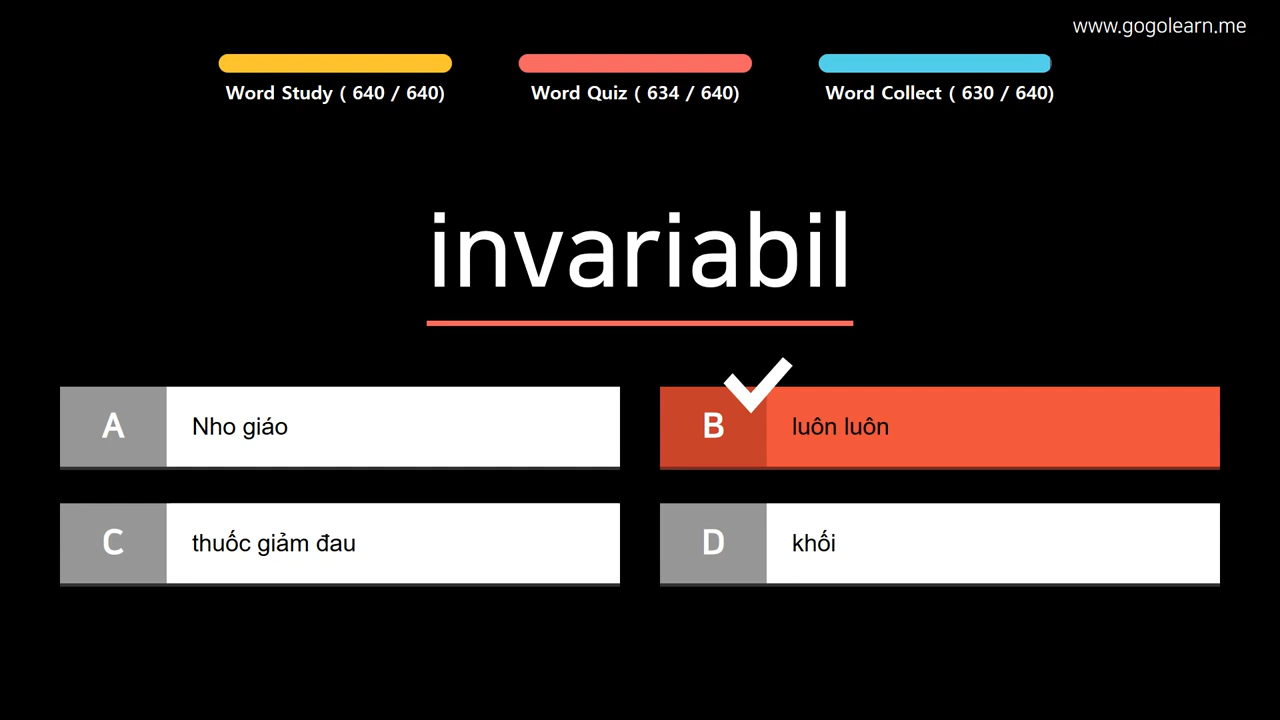 www.gogolearn.me
Word Study ( 640 / 640)
Word Quiz ( 634 / 640)
Word Collect ( 630 / 640)
invariabil
A
Nho giáo
B
luôn luôn
C
thuốc giảm đau
D
khối